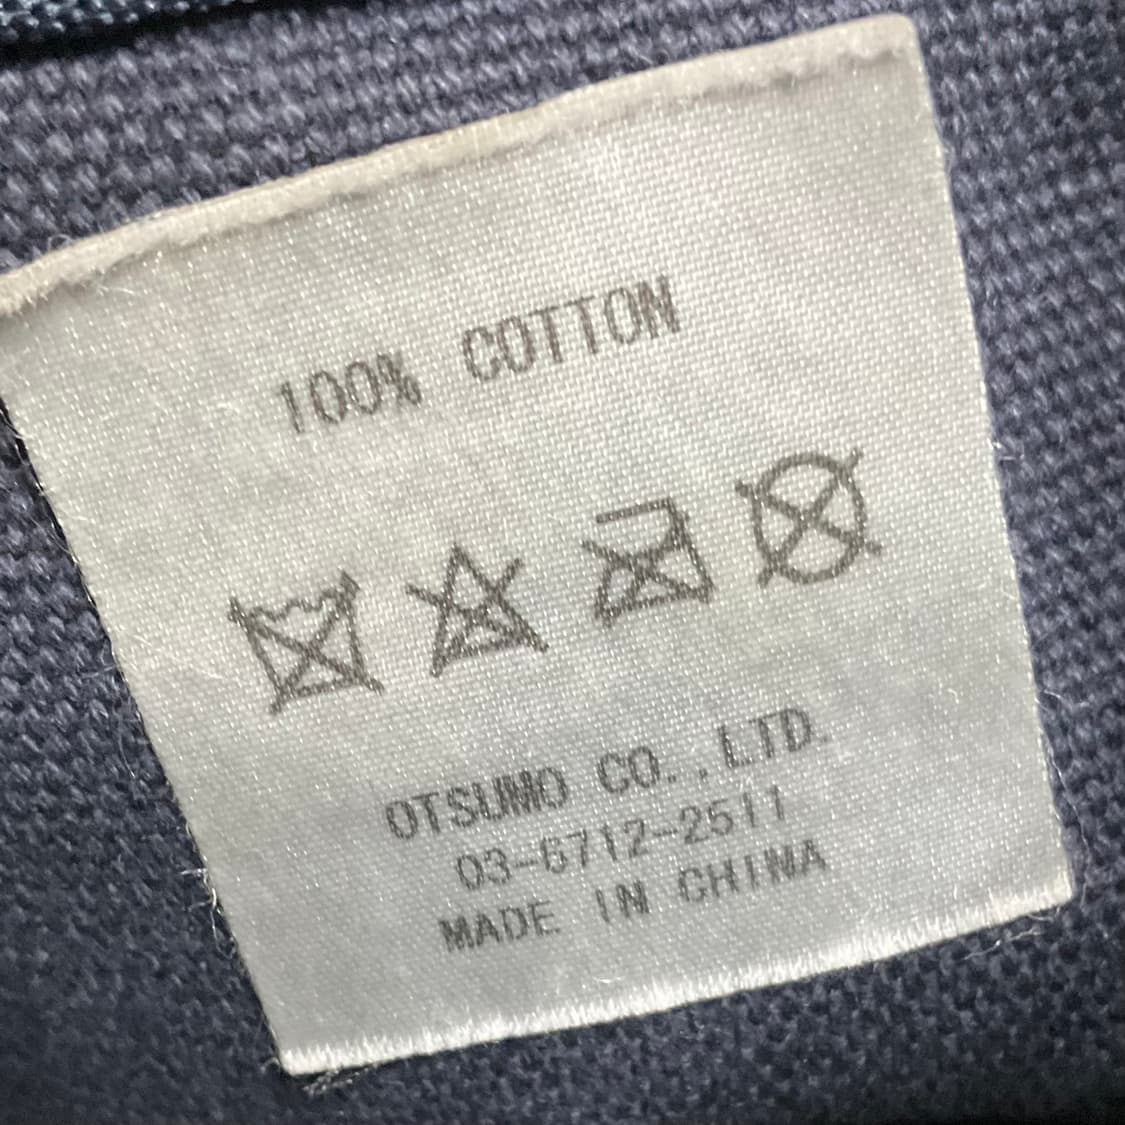 100% COTTON
OTSUMO CO.,LTD.
03-6712-2511
MADE IN CHINA